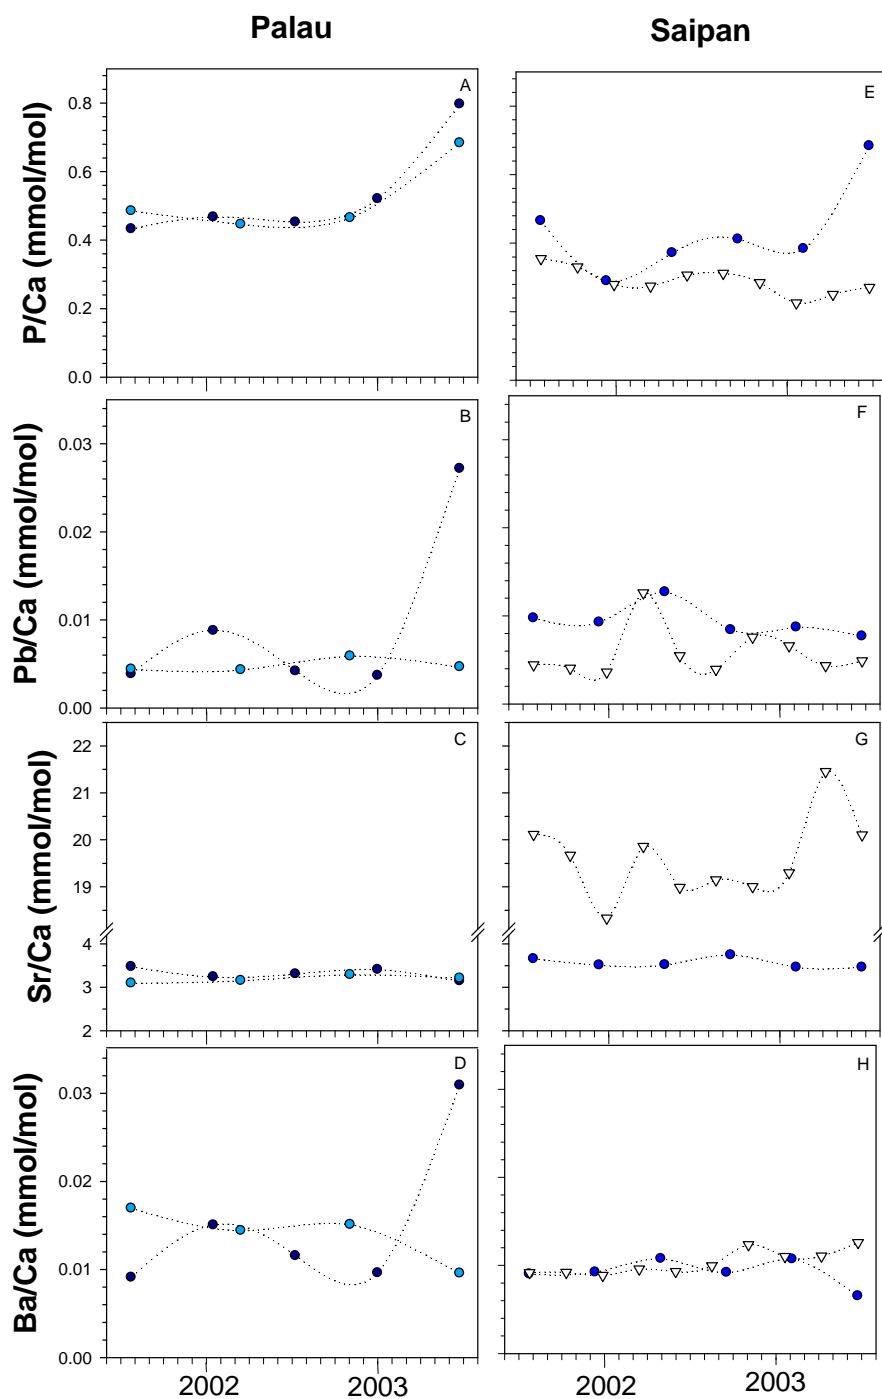 Palau
Saipan
P/Ca (mmol/mol)
0.8
0.6
0.4
0.2
0.0
A
E
Pb/Ca (mmol/mol)
0.03
0.02
0.01
0.00
B
F
Sr/Ca (mmol/mol)
22
21
20
19
4
3
2
C
G
Ba/Ca (mmol/mol)
0.03
0.02
0.01
0.00
D
H
2002
2003
2002
2003